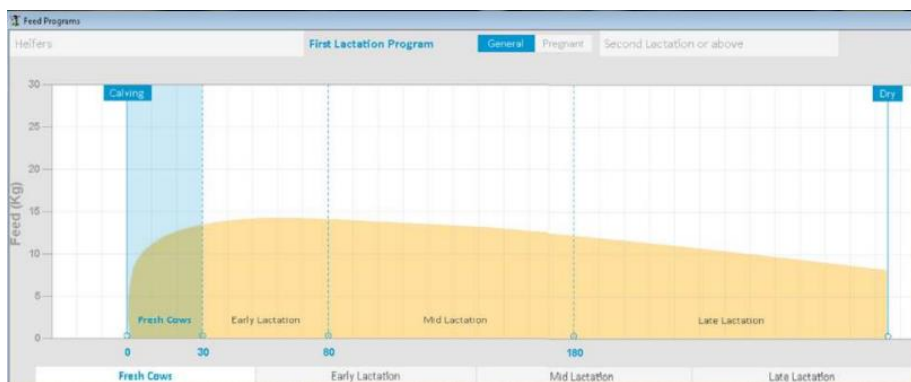 Feed Programs
Heifers First Lactation Program General Pregnant Second Lactation or above
30
Calving Dry
25
20
15
10
5
0
Feed (Kg)
Fresh Cows Early Lactation Mid Lactation Late Lactation
0 30 80 180
Fresh Cows Early Lactation Mid Lactation Late Lactation